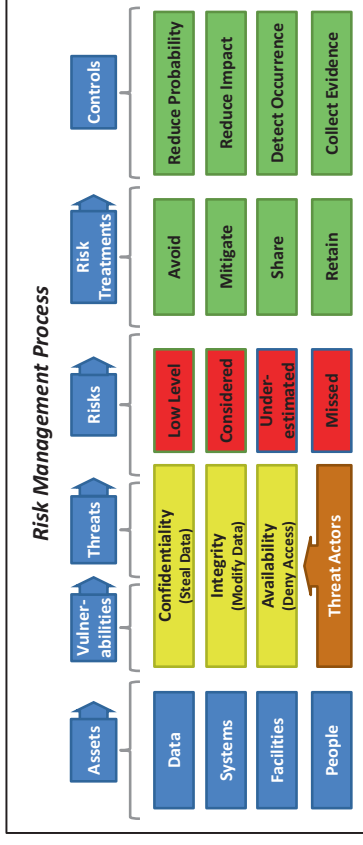 Risk Management Process
Assets
Vulner-
abilities
Threats
Risks
Risk
Treatments
Controls
Data
Systems
Facilities
People
Confidentiality
(Steal Data)
Integrity
(Modify Data)
Availability
(Deny Access)
Threat Actors
Low Level
Considered
Under-
estimated
Missed
Avoid
Mitigate
Share
Retain
Reduce Probability
Reduce Impact
Detect Occurrence
Collect Evidence